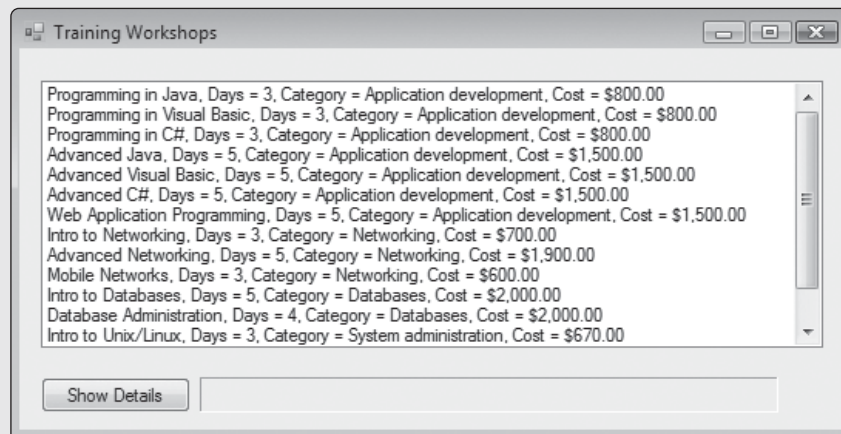 Training Workshops
Programming in Java, Days = 3, Category = Application development, Cost = $800.00
Programming in Visual Basic, Days = 3, Category = Application development, Cost = $800.00
Programming in C#, Days = 3, Category = Application development, Cost = $800.00
Advanced Java, Days = 5, Category = Application development, Cost = $1,500.00
Advanced Visual Basic, Days = 5, Category = Application development, Cost = $1,500.00
Advanced C#, Days = 5, Category = Application development, Cost = $1,500.00
Web Application Programming, Days = 5, Category = Application development, Cost = $1,500.00
Intro to Networking, Days = 3, Category = Networking, Cost = $700.00
Advanced Networking, Days = 5, Category = Networking, Cost = $1,900.00
Mobile Networks, Days = 3, Category = Networking, Cost = $600.00
Intro to Databases, Days = 5, Category = Databases, Cost = $2,000.00
Database Administration, Days = 4, Category = Databases, Cost = $2,000.00
Intro to Unix/Linux, Days = 3, Category = System administration, Cost = $670.00
Show Details